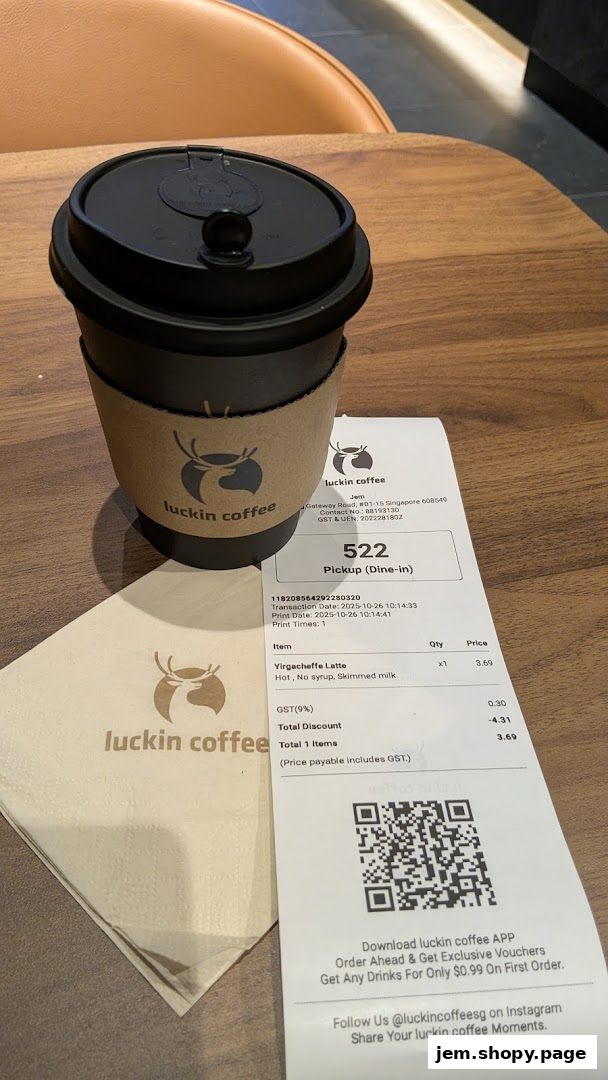 luckin coffee
luckin coffee
Jem
Gateway Road, #B1-15 Singapore 608549
Contact No.: 88193130
GST & UEN: 202228180Z
522
Pickup (Dine-in)
118208564292280320
Transaction Date: 2025-10-26 10:14:33
Print Date: 2025-10-26 10:14:41
Print Times: 1
Item Qty Price
Yirgacheffe Latte x1 3.69
Hot , No syrup, Skimmed milk
GST(9%) 0.30
Total Discount -4.31
Total 1 Items 3.69
(Price payable includes GST.)
luckin coffee
Download luckin coffee APP
Order Ahead & Get Exclusive Vouchers
Get Any Drinks For Only $0.99 On First Order.
Follow Us @luckincoffeesg on Instagram
Share Your luckin coffee Moments.
jem.shopy.page